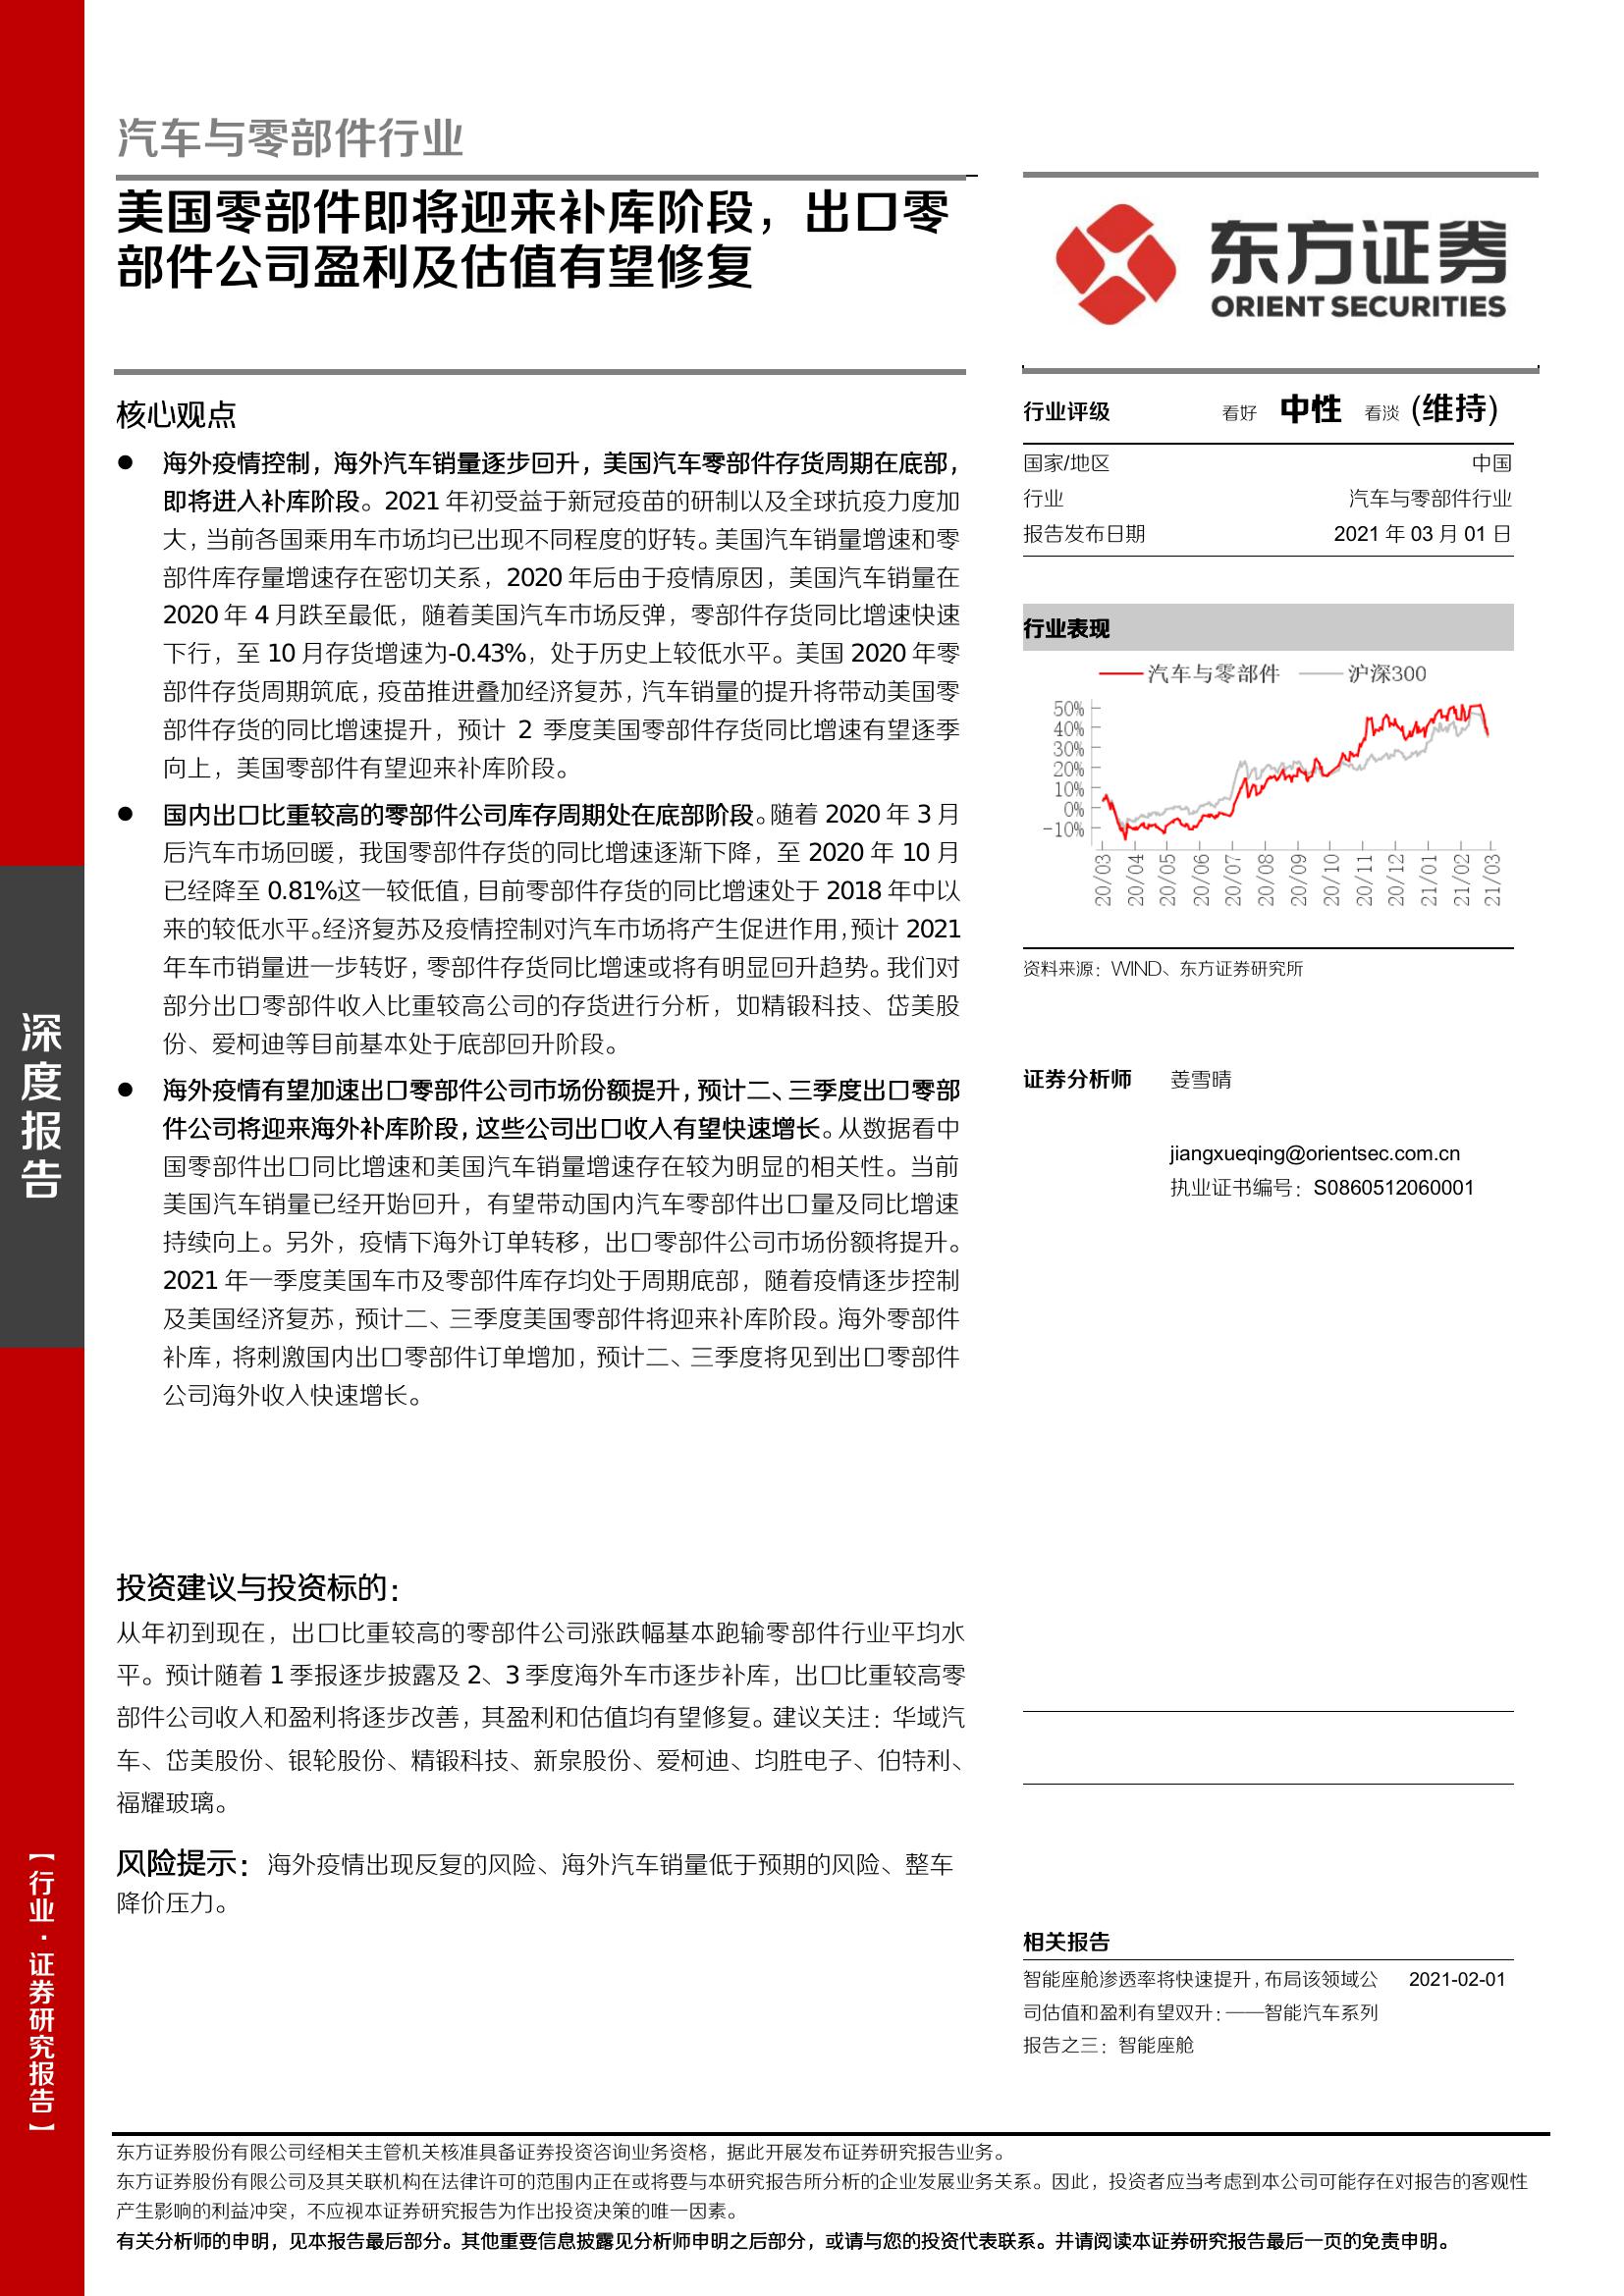 汽车与零部件行业
美国零部件即将迎来补库阶段，出口零
部件公司盈利及估值有望修复
核心观点
● 海外疫情控制，海外汽车销量逐步回升，美国汽车零部件存货周期在底部，
即将进入补库阶段。2021 年初受益于新冠疫苗的研制以及全球抗疫力度加
大，当前各国乘用车市场均已出现不同程度的好转。美国汽车销量增速和零
部件库存量增速存在密切关系，2020 年后由于疫情原因，美国汽车销量在
2020 年 4 月跌至最低，随着美国汽车市场反弹，零部件存货同比增速快速
下行，至 10 月存货增速为-0.43%，处于历史上较低水平。美国 2020 年零
部件存货周期筑底，疫苗推进叠加经济复苏，汽车销量的提升将带动美国零
部件存货的同比增速提升，预计 2 季度美国零部件存货同比增速有望逐季
向上，美国零部件有望迎来补库阶段。
● 国内出口比重较高的零部件公司库存周期处在底部阶段。随着 2020 年 3 月
后汽车市场回暖，我国零部件存货的同比增速逐渐下降，至 2020 年 10 月
已经降至 0.81%这一较低值，目前零部件存货的同比增速处于 2018 年中以
来的较低水平。经济复苏及疫情控制对汽车市场将产生促进作用，预计 2021
年车市销量进一步转好，零部件存货同比增速或将有明显回升趋势。我们对
部分出口零部件收入比重较高公司的存货进行分析，如精锻科技、岱美股
份、爱柯迪等目前基本处于底部回升阶段。
● 海外疫情有望加速出口零部件公司市场份额提升，预计二、三季度出口零部
件公司将迎来海外补库阶段，这些公司出口收入有望快速增长。从数据看中
国零部件出口同比增速和美国汽车销量增速存在较为明显的相关性。当前
美国汽车销量已经开始回升，有望带动国内汽车零部件出口量及同比增速
持续向上。另外，疫情下海外订单转移，出口零部件公司市场份额将提升。
2021 年一季度美国车市及零部件库存均处于周期底部，随着疫情逐步控制
及美国经济复苏，预计二、三季度美国零部件将迎来补库阶段。海外零部件
补库，将刺激国内出口零部件订单增加，预计二、三季度将见到出口零部件
公司海外收入快速增长。
投资建议与投资标的：
从年初到现在，出口比重较高的零部件公司涨跌幅基本跑输零部件行业平均水
平。预计随着 1 季报逐步披露及 2、3 季度海外车市逐步补库，出口比重较高零
部件公司收入和盈利将逐步改善，其盈利和估值均有望修复。建议关注：华域汽
车、岱美股份、银轮股份、精锻科技、新泉股份、爱柯迪、均胜电子、伯特利、
福耀玻璃。
风险提示：海外疫情出现反复的风险、海外汽车销量低于预期的风险、整车
降价压力。
东方证券
ORIENT SECURITIES
行业评级 看好 中性 看淡 (维持)
国家/地区 中国
行业 汽车与零部件行业
报告发布日期 2021 年 03 月 01 日
行业表现
汽车与零部件 沪深300
50%
40%
30%
20%
10%
0%
-10%
20/03 20/04 20/05 20/06 20/07 20/08 20/09 20/10 20/11 20/12 21/01 21/02 21/03
资料来源：WIND、东方证券研究所
证券分析师 姜雪晴
jiangxueqing@orientsec.com.cn
执业证书编号：S0860512060001
相关报告
智能座舱渗透率将快速提升，布局该领域公 2021-02-01
司估值和盈利有望双升：——智能汽车系列
报告之三：智能座舱
深度报告
【行业·证券研究报告】
东方证券股份有限公司经相关主管机关核准具备证券投资咨询业务资格，据此开展发布证券研究报告业务。
东方证券股份有限公司及其关联机构在法律许可的范围内正在或将要与本研究报告所分析的企业发展业务关系。因此，投资者应当考虑到本公司可能存在对报告的客观性
产生影响的利益冲突，不应视本证券研究报告为作出投资决策的唯一因素。
有关分析师的申明，见本报告最后部分。其他重要信息披露见分析师申明之后部分，或请与您的投资代表联系。并请阅读本证券研究报告最后一页的免责申明。